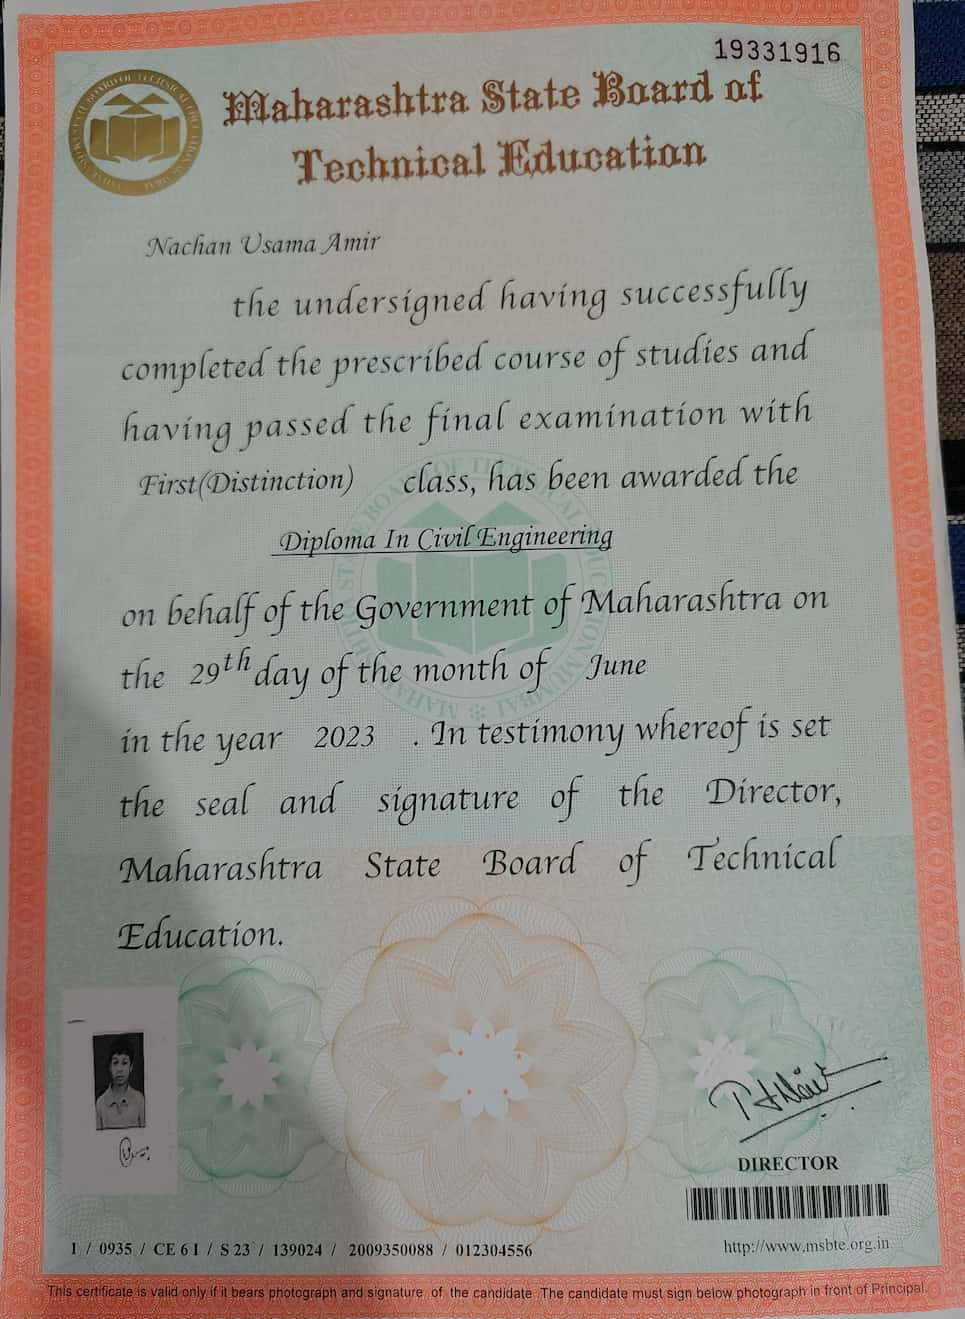 19331916
Maharashtra State Board of
Technical Education
Nachan Usama Amir
the undersigned having successfully
completed the prescribed course of studies and
having passed the final examination with
First(Distinction) class, has been awarded the
Diploma In Civil Engineering
on behalf of the Government of Maharashtra on
the 29th day of the month of June
in the year 2023 . In testimony whereof is set
the seal and signature of the Director,
Maharashtra State Board of Technical
Education.
DIRECTOR
1 / 0935 / CE 6 I / S 23 / 139024 / 2009350088 / 012304556
http://www.msbte.org.in
This certificate is valid only if it bears photograph and signature of the candidate. The candidate must sign below photograph in front of Principal.